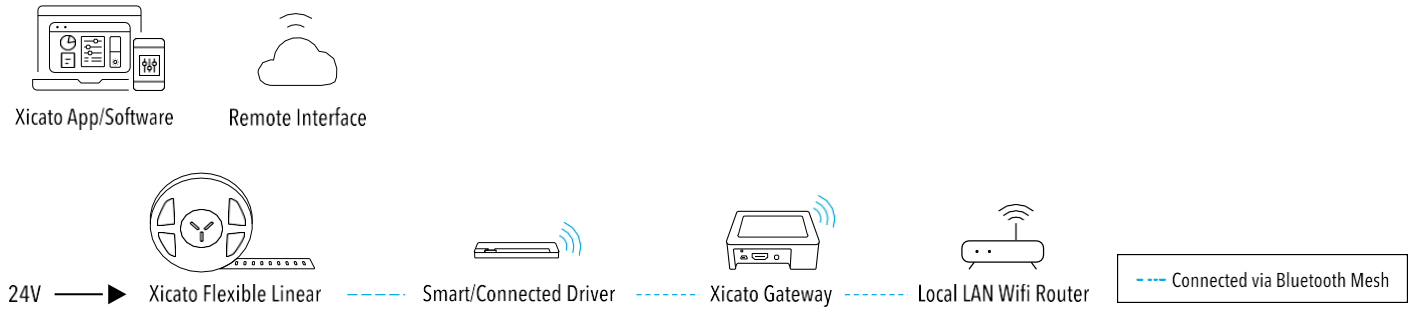 Xicato App/Software
Remote Interface
24V
Xicato Flexible Linear
Smart/Connected Driver
Xicato Gateway
Local LAN Wifi Router
Connected via Bluetooth Mesh